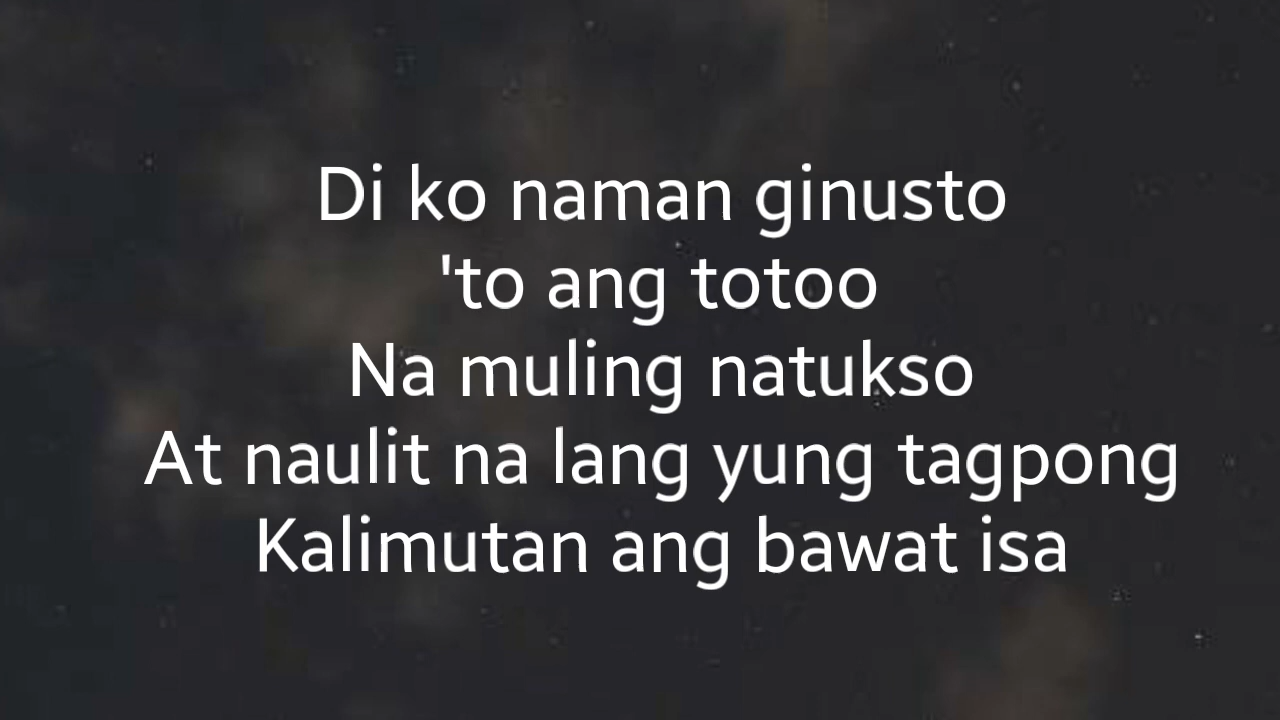 Di ko naman ginusto
'to ang totoo
Na muling natukso
At naulit na lang yung tagpong
Kalimutan ang bawat isa